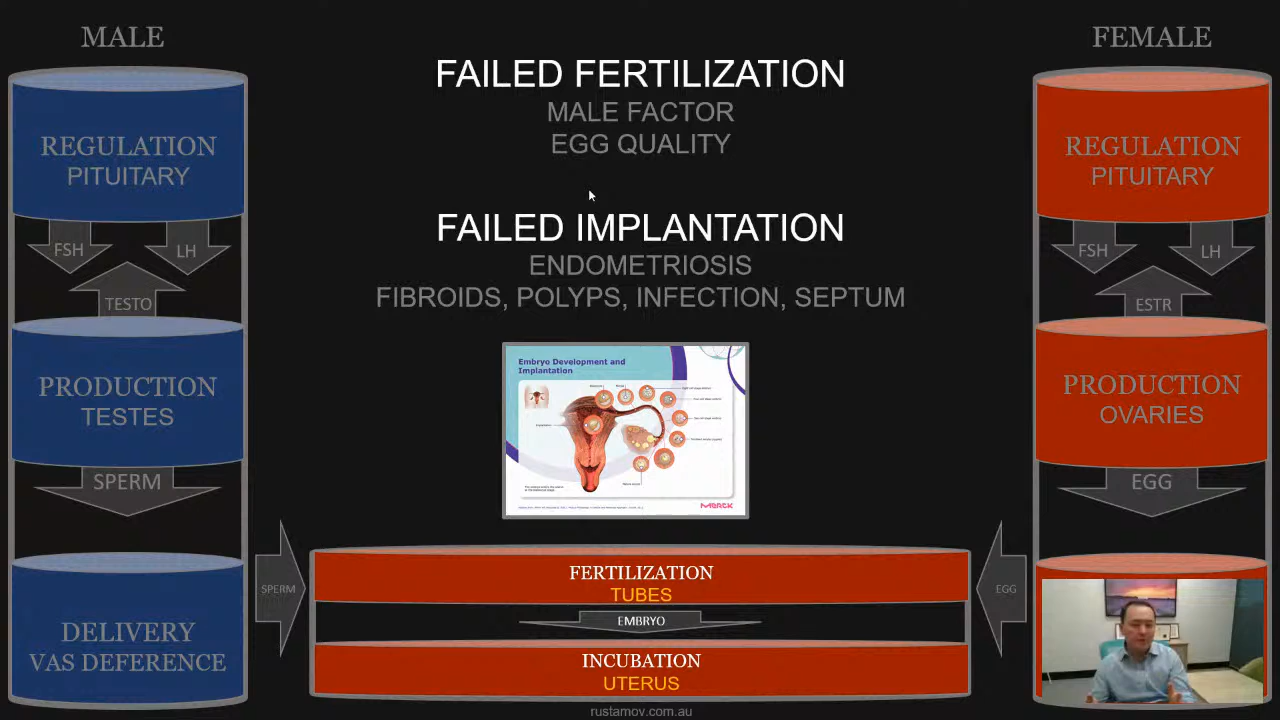 MALE
REGULATION
PITUITARY
FSH
LH
TESTO
PRODUCTION
TESTES
SPERM
DELIVERY
VAS DEFERENCE
SPERM
FAILED FERTILIZATION
MALE FACTOR
EGG QUALITY
FAILED IMPLANTATION
ENDOMETRIOSIS
FIBROIDS, POLYPS, INFECTION, SEPTUM
Embryo Development and
Implantation
MERCK
FERTILIZATION
TUBES
EMBRYO
INCUBATION
UTERUS
rustamov.com.au
FEMALE
REGULATION
PITUITARY
FSH
LH
ESTR
PRODUCTION
OVARIES
EGG
EGG